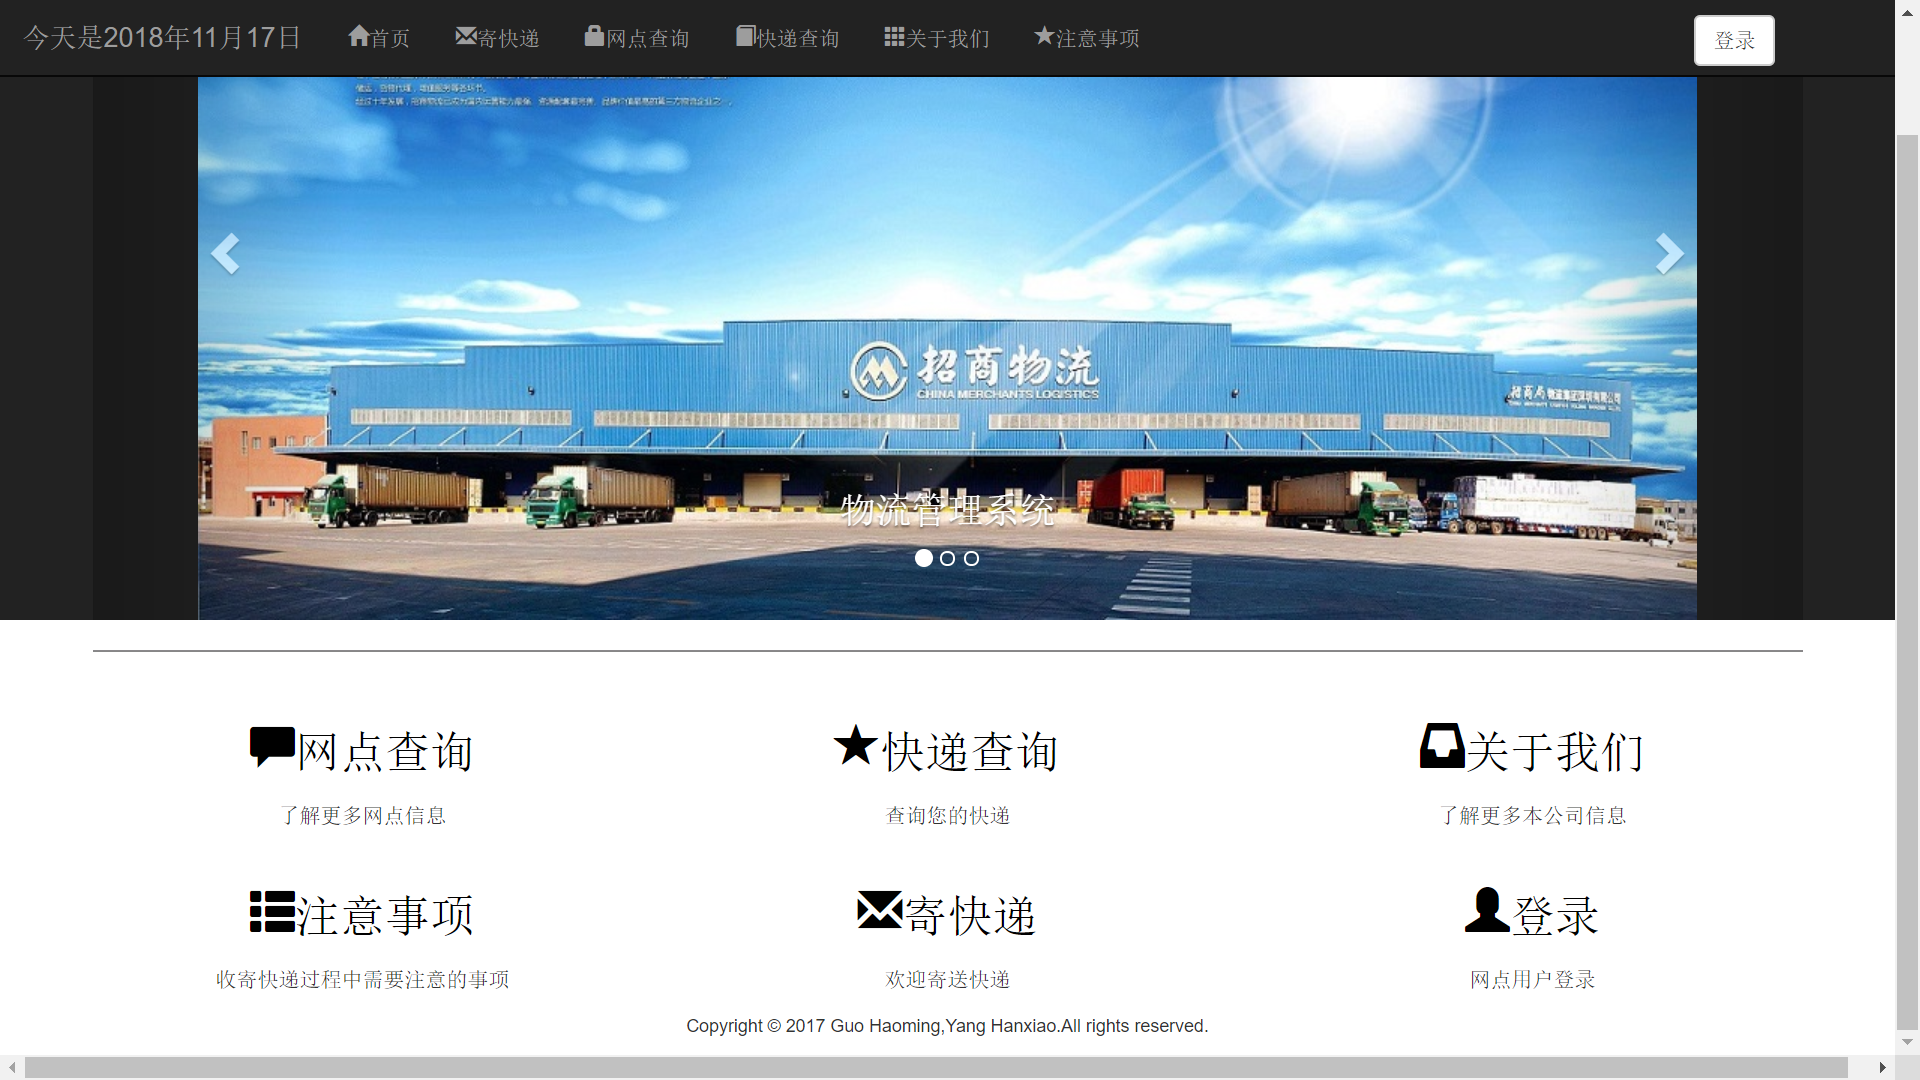 今天是2018年11月17日 首页 寄快递 网点查询 快递查询 关于我们 注意事项 登录
招商物流
CHINA MERCHANTS LOGISTICS
物流管理系统
网点查询 快递查询 关于我们
了解更多网点信息 查询您的快递 了解更多本公司信息
注意事项 寄快递 登录
收寄快递过程中需要注意的事项 欢迎寄送快递 网点用户登录
Copyright © 2017 Guo Haoming,Yang Hanxiao.All rights reserved.